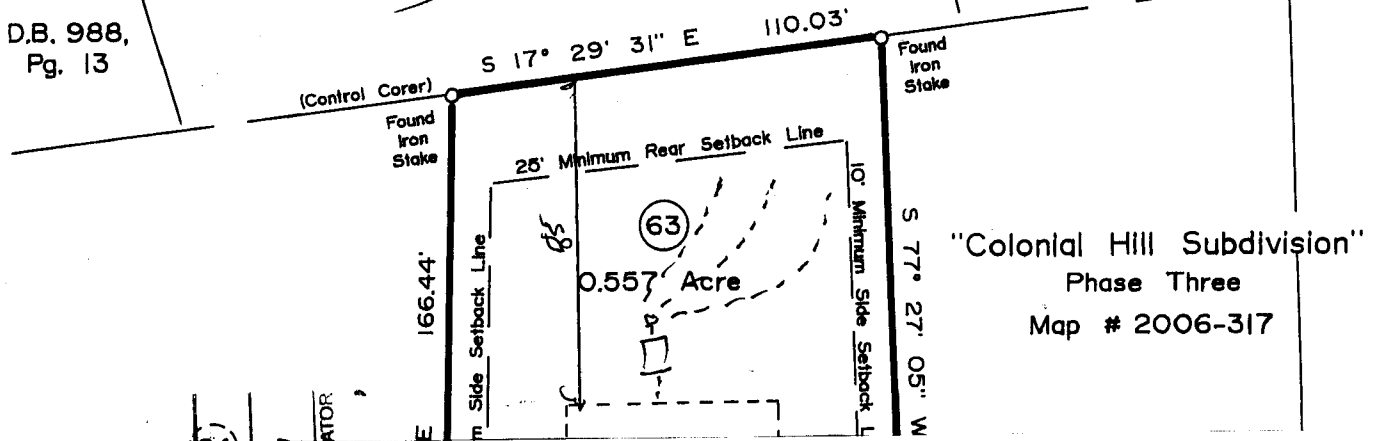 D.B. 988,
Pg. 13
S 17° 29' 31" E 110.03'
(Control Corer)
Found
Iron
Stake
Found
Iron
Stake
25' Minimum Rear Setback Line
10' Minimum Side Setback L
m Side Setback Line
85
63
0.557 Acre
166.44'
E
S 77° 27' 05" W
"Colonial Hill Subdivision"
Phase Three
Map # 2006-317
ATOR